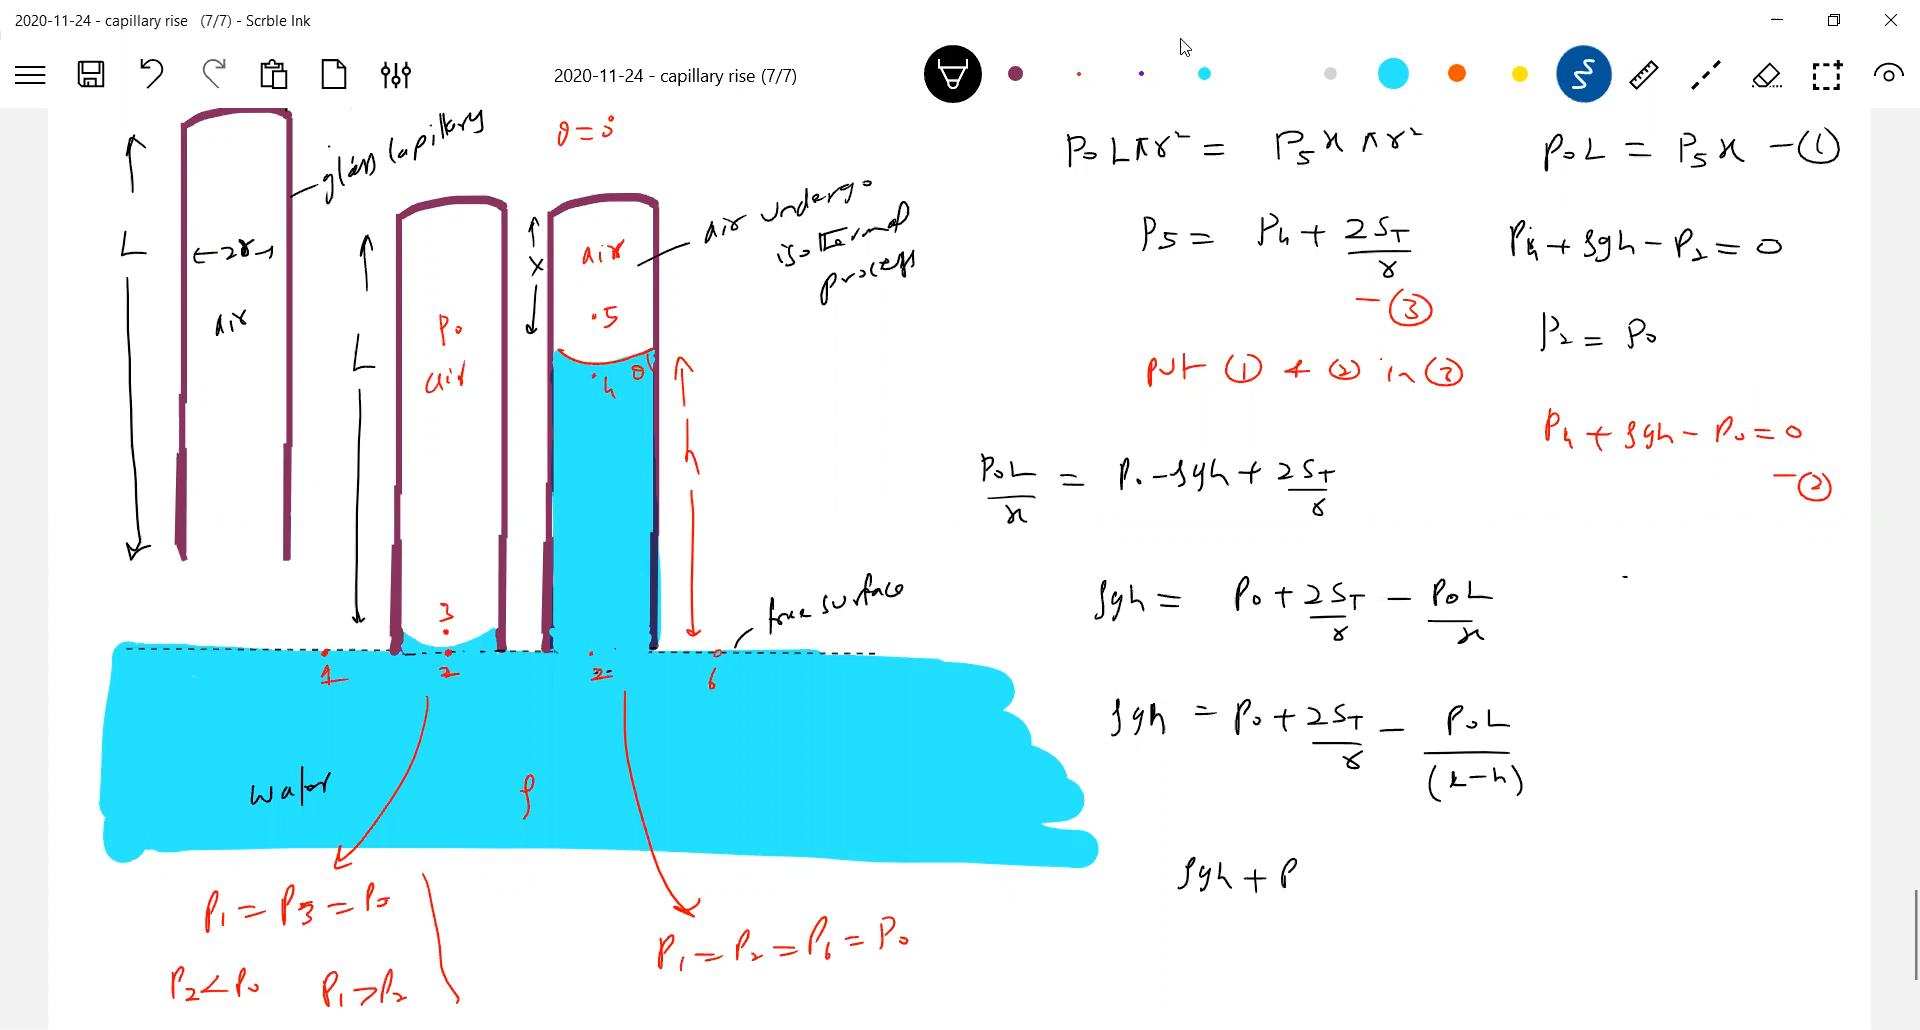 2020-11-24 - capillary rise (7/7) - Scrble Ink
2020-11-24 - capillary rise (7/7)
glass capillary
θ = 0°
L
←2r→
air
L
P₀
air
x
air
.5
.4
θ
h
air undergo
isothermal
process
3
1
2
2
6
free surface
water
ρ
P₁ = P₃ = P₀
P₂ < P₀ P₁ > P₂
P₁ = P₂ = P₆ = P₀
P₀ L π r² = P₅ x π r²
P₀ L = P₅ x - (1)
P₅ = P₄ + 2S_T / r
- (3)
P₄ + ρgh - P₂ = 0
P₂ = P₀
put (1) & (2) in (3)
P₄ + ρgh - P₀ = 0
- (2)
P₀L / x = P₀ - ρgh + 2S_T / r
ρgh = P₀ + 2S_T / r - P₀L / x
ρgh = P₀ + 2S_T / r - P₀L / (L-h)
ρgh + P